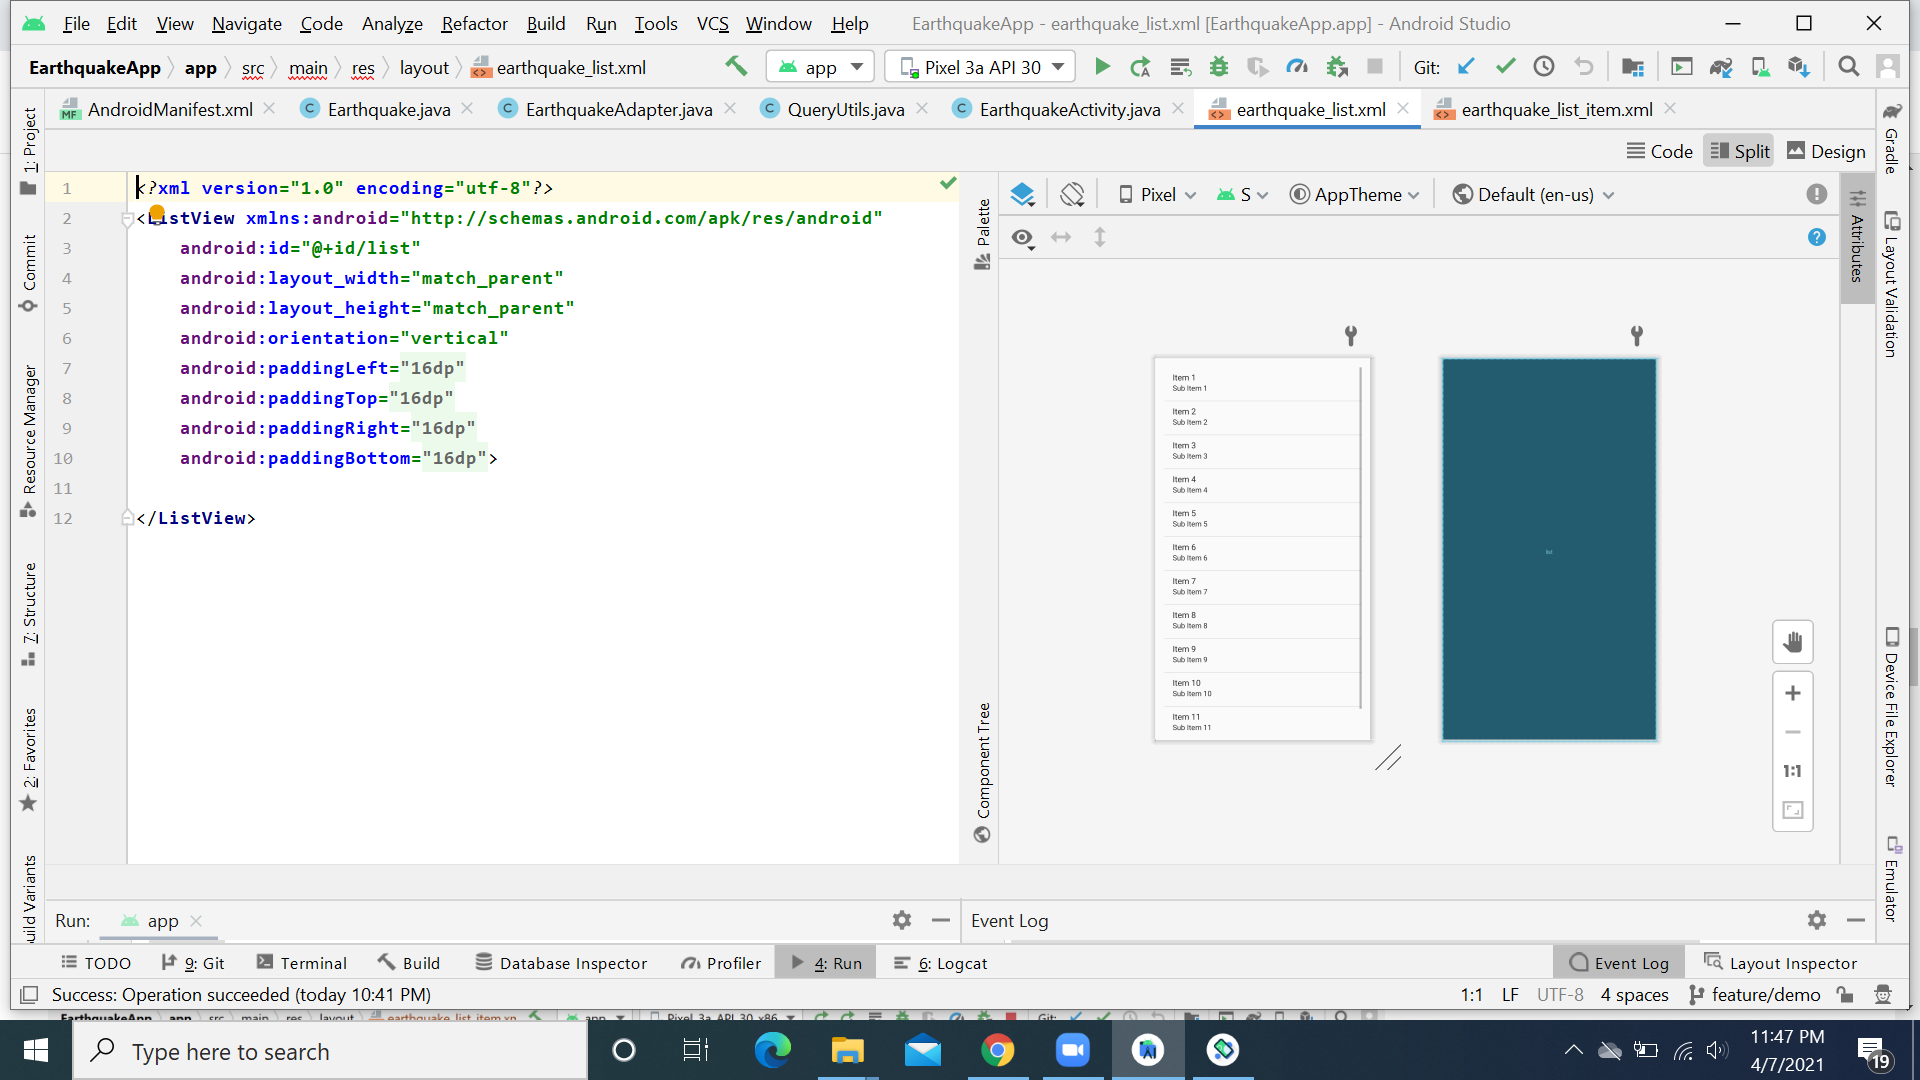 File Edit View Navigate Code Analyze Refactor Build Run Tools VCS Window Help EarthquakeApp - earthquake_list.xml [EarthquakeApp.app] - Android Studio
EarthquakeApp app src main res layout earthquake_list.xml app Pixel 3a API 30 Git:
AndroidManifest.xml Earthquake.java EarthquakeAdapter.java QueryUtils.java EarthquakeActivity.java earthquake_list.xml earthquake_list_item.xml
Code Split Design
1: Project
Commit
Resource Manager
7: Structure
2: Favorites
1 <?xml version="1.0" encoding="utf-8"?>
2 <ListView xmlns:android="http://schemas.android.com/apk/res/android"
3 android:id="@+id/list"
4 android:layout_width="match_parent"
5 android:layout_height="match_parent"
6 android:orientation="vertical"
7 android:paddingLeft="16dp"
8 android:paddingTop="16dp"
9 android:paddingRight="16dp"
10 android:paddingBottom="16dp">
11
12 </ListView>
Palette
Component Tree
Pixel S AppTheme Default (en-us)
Item 1
Sub Item 1
Item 2
Sub Item 2
Item 3
Sub Item 3
Item 4
Sub Item 4
Item 5
Sub Item 5
Item 6
Sub Item 6
Item 7
Sub Item 7
Item 8
Sub Item 8
Item 9
Sub Item 9
Item 10
Sub Item 10
Item 11
Sub Item 11
1:1
Attributes
Gradle
Layout Validation
Device File Explorer
Emulator
Run: app Event Log
TODO 9: Git Terminal Build Database Inspector Profiler 4: Run 6: Logcat Event Log Layout Inspector
Success: Operation succeeded (today 10:41 PM) 1:1 LF UTF-8 4 spaces feature/demo
Type here to search
11:47 PM
4/7/2021
19